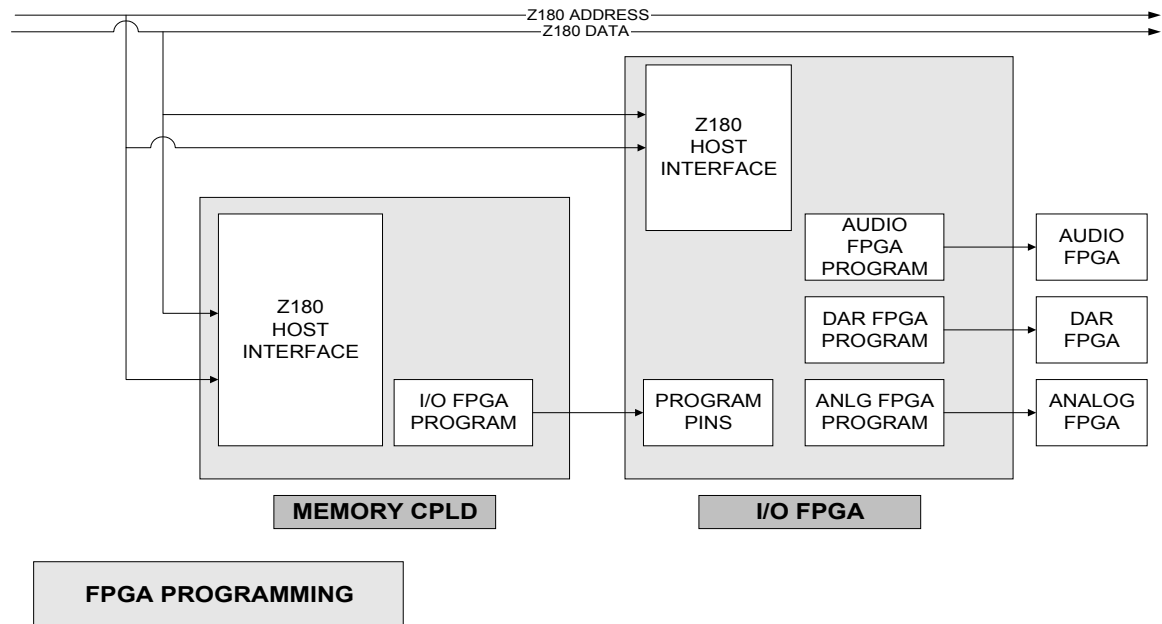 Z180 ADDRESS
Z180 DATA
Z180
HOST
INTERFACE
AUDIO
FPGA
PROGRAM
AUDIO
FPGA
Z180
HOST
INTERFACE
DAR FPGA
PROGRAM
DAR
FPGA
I/O FPGA
PROGRAM
PROGRAM
PINS
ANLG FPGA
PROGRAM
ANALOG
FPGA
MEMORY CPLD
I/O FPGA
FPGA PROGRAMMING